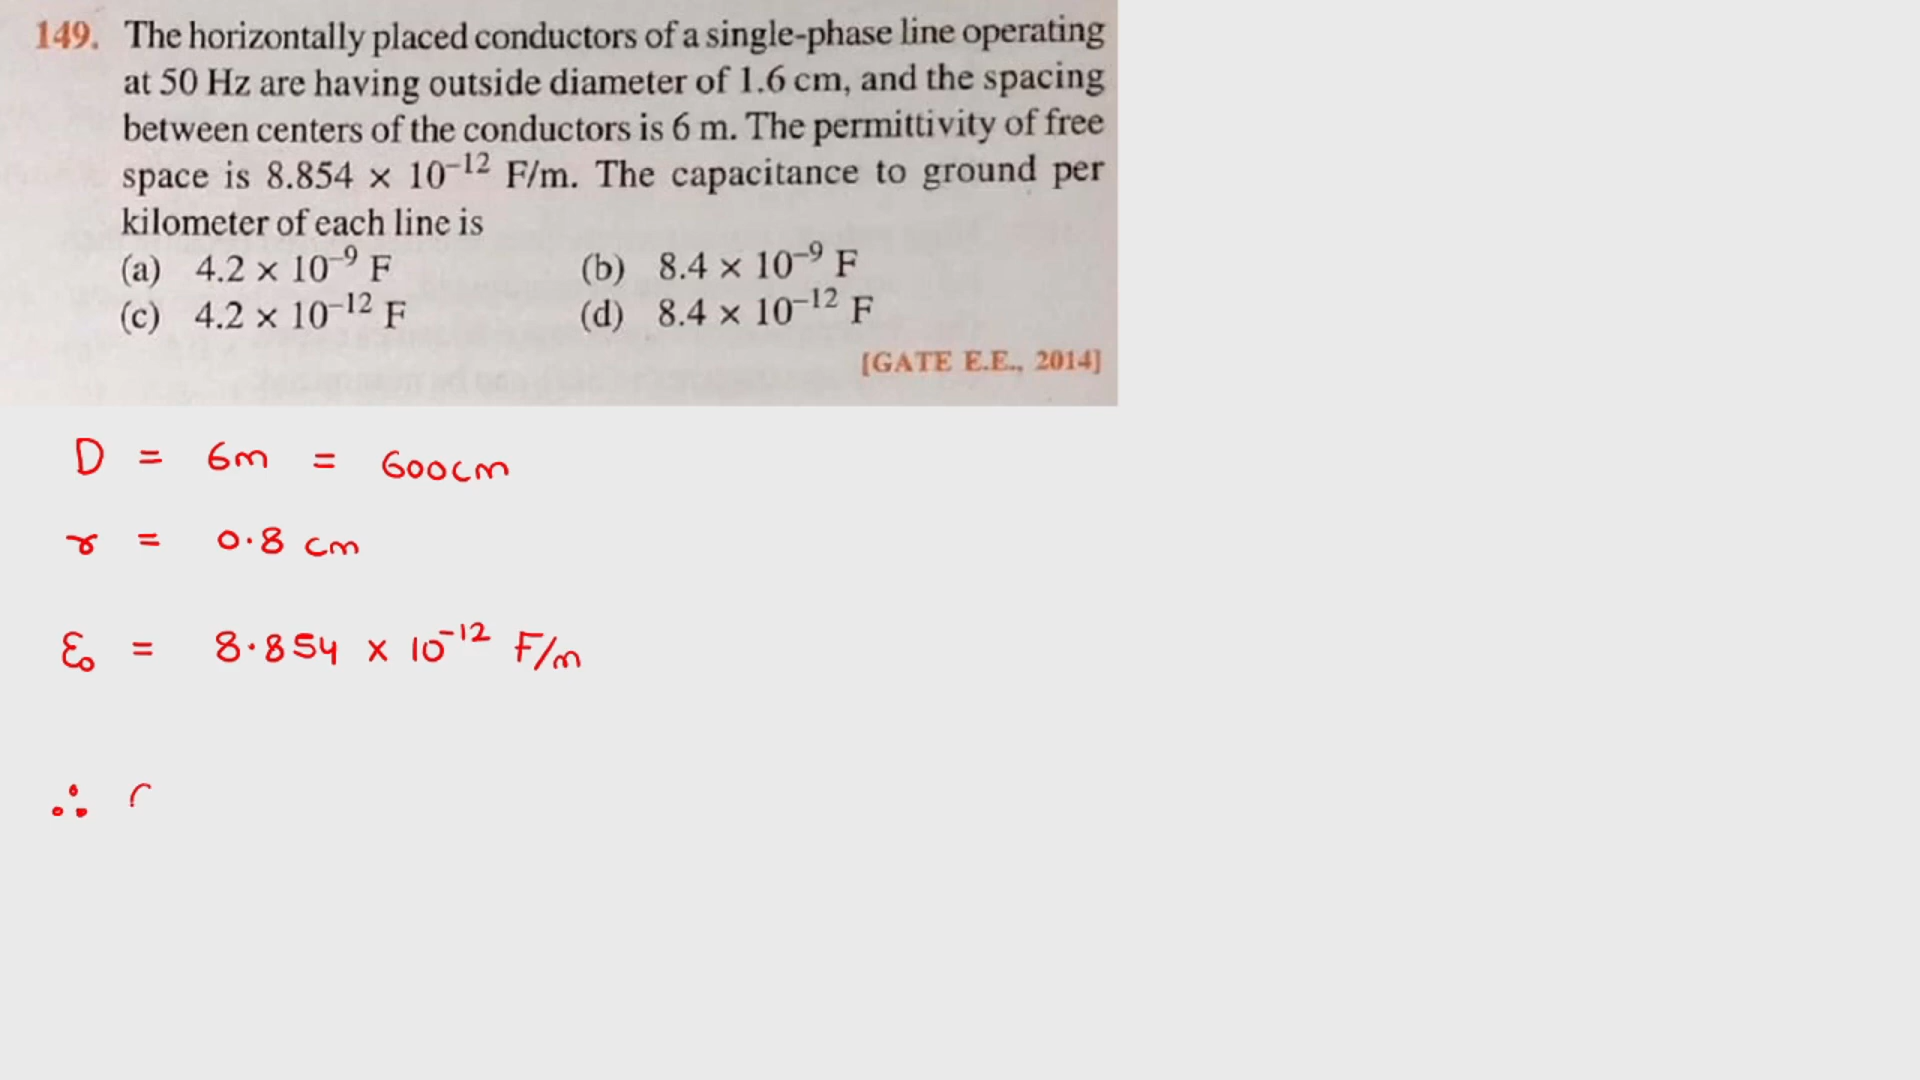 149. The horizontally placed conductors of a single-phase line operating
at 50 Hz are having outside diameter of 1.6 cm, and the spacing
between centers of the conductors is 6 m. The permittivity of free
space is 8.854 × 10⁻¹² F/m. The capacitance to ground per
kilometer of each line is
(a) 4.2 × 10⁻⁹ F (b) 8.4 × 10⁻⁹ F
(c) 4.2 × 10⁻¹² F (d) 8.4 × 10⁻¹² F
[GATE E.E., 2014]
D = 6m = 600cm
r = 0.8 cm
ε₀ = 8.854 x 10⁻¹² F/m
∴